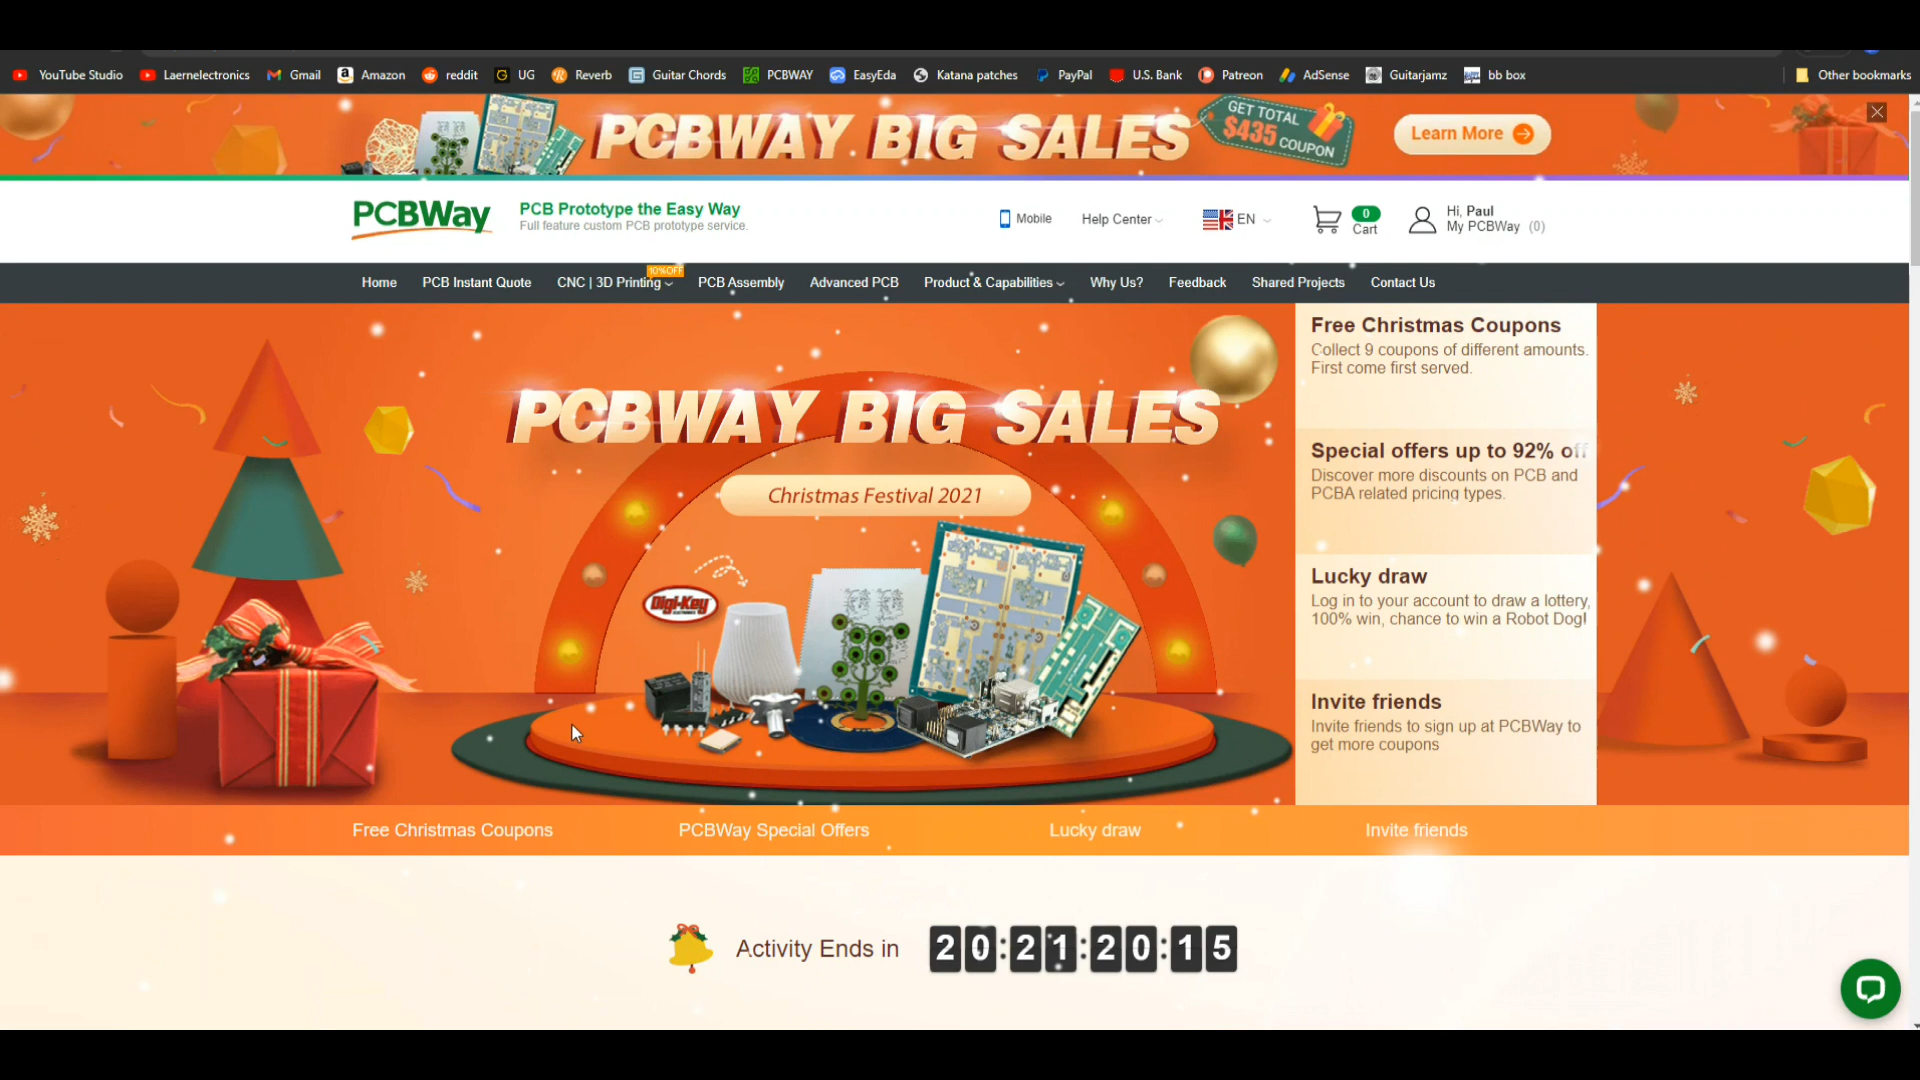 YouTube Studio Laernelectronics Gmail Amazon reddit UG Reverb Guitar Chords PCBWAY EasyEda Katana patches PayPal U.S. Bank Patreon AdSense Guitarjamz bb box Other bookmarks
PCBWAY BIG SALES
GET TOTAL
$435
COUPON
Learn More
PCBWay
PCB Prototype the Easy Way
Full feature custom PCB prototype service.
Mobile
Help Center
EN
0
Cart
Hi, Paul
My PCBWay (0)
10%OFF
Home PCB Instant Quote CNC | 3D Printing PCB Assembly Advanced PCB Product & Capabilities Why Us? Feedback Shared Projects Contact Us
PCBWAY BIG SALES
Christmas Festival 2021
Digi-Key
Free Christmas Coupons
Collect 9 coupons of different amounts.
First come first served.
Special offers up to 92% off
Discover more discounts on PCB and
PCBA related pricing types.
Lucky draw
Log in to your account to draw a lottery,
100% win, chance to win a Robot Dog!
Invite friends
Invite friends to sign up at PCBWay to
get more coupons
Free Christmas Coupons PCBWay Special Offers Lucky draw Invite friends
Activity Ends in 20:21:20:15